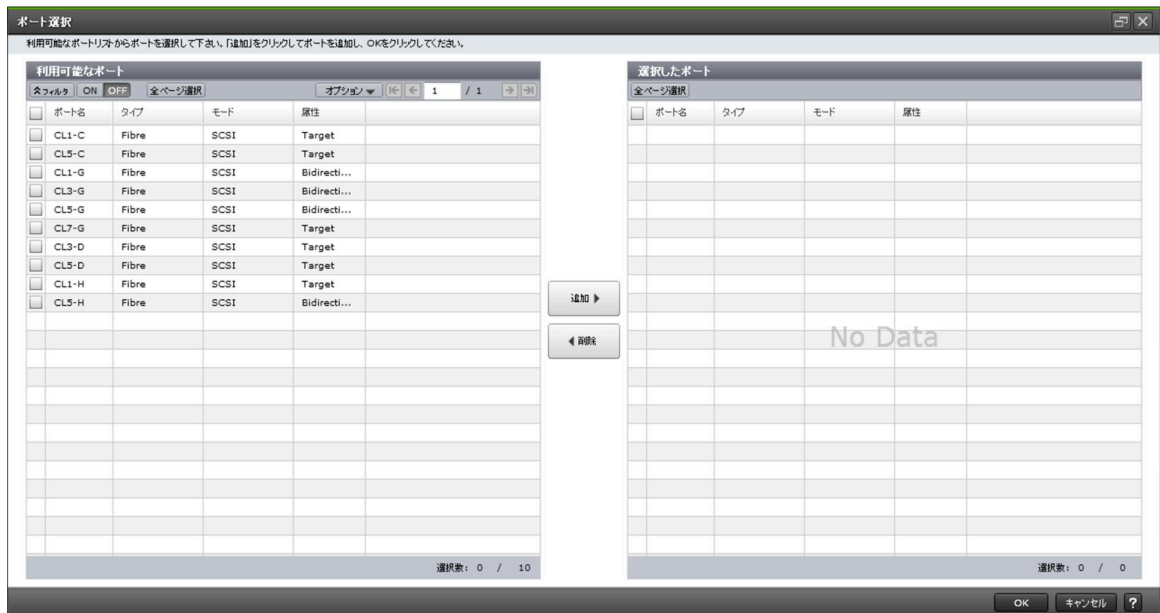 ポート選択
利用可能なポートリストからポートを選択して下さい。「追加」をクリックしてポートを追加し、OKをクリックしてください。
利用可能なポート
フィルタ ON OFF 全ページ選択 オプション 1 / 1
ポート名 タイプ モード 属性
CL1-C Fibre SCSI Target
CL5-C Fibre SCSI Target
CL1-G Fibre SCSI Bidirecti...
CL3-G Fibre SCSI Bidirecti...
CL5-G Fibre SCSI Bidirecti...
CL7-G Fibre SCSI Target
CL3-D Fibre SCSI Target
CL5-D Fibre SCSI Target
CL1-H Fibre SCSI Target
CL5-H Fibre SCSI Bidirecti...
選択数: 0 / 10
追加
削除
選択したポート
全ページ選択
ポート名 タイプ モード 属性
No Data
選択数: 0 / 0
OK キャンセル ?